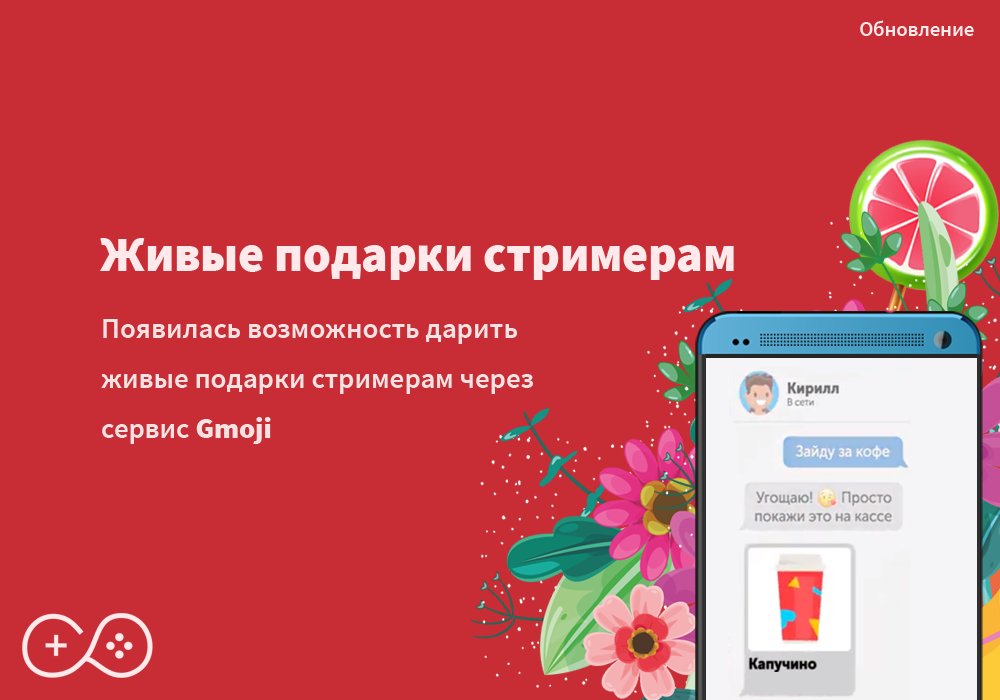 Обновление
Живые подарки стримерам
Появилась возможность дарить
живые подарки стримерам через
сервис Gmoji
Кирилл
В сети
Зайду за кофе
Угощаю! 😘 Просто
покажи это на кассе
Капучино